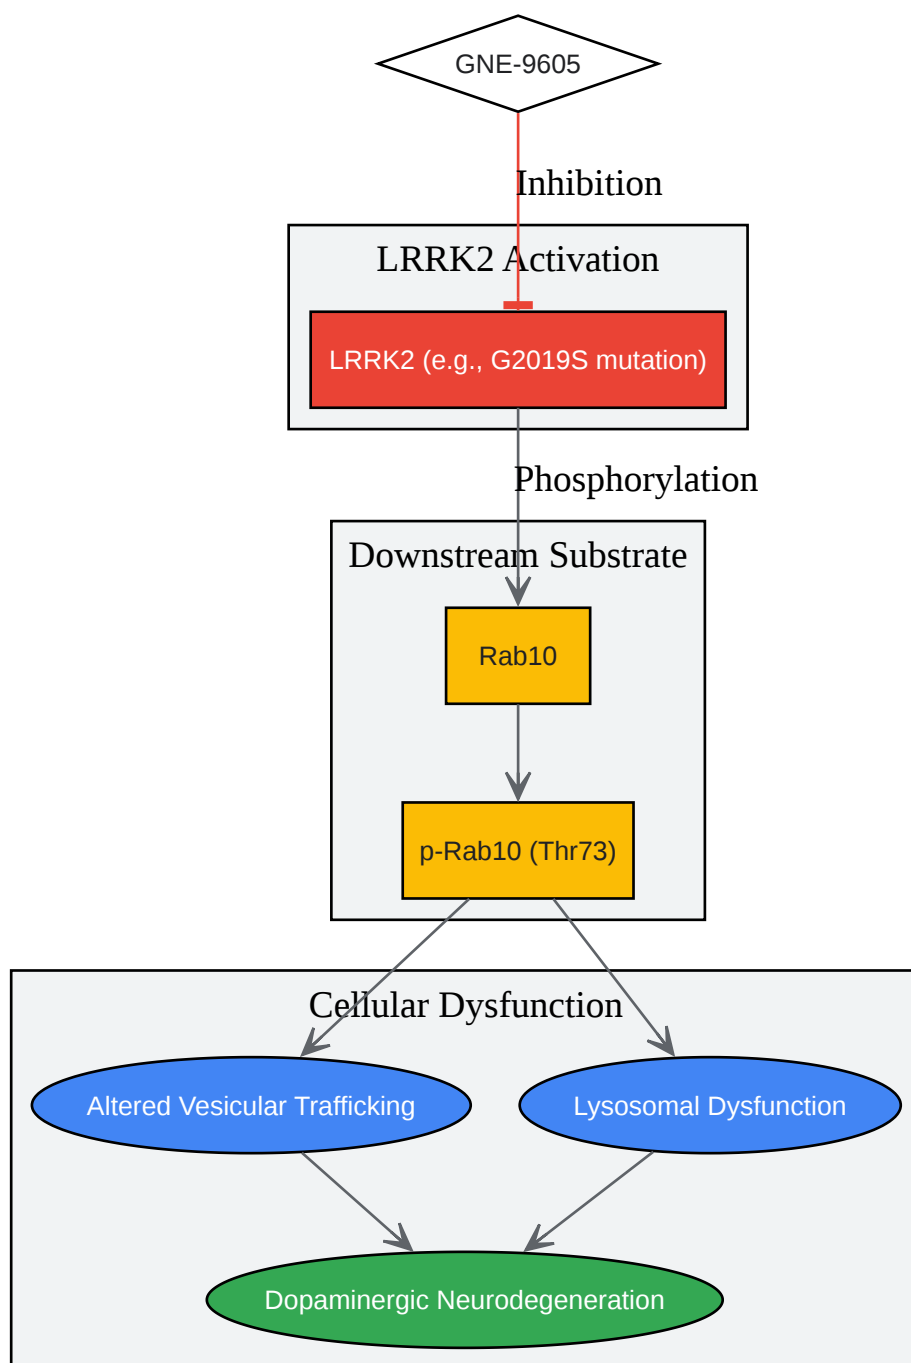 GNE-9605
Inhibition
LRRK2 Activation
LRRK2 (e.g., G2019S mutation)
Phosphorylation
Downstream Substrate
Rab10
p-Rab10 (Thr73)
Cellular Dysfunction
Altered Vesicular Trafficking
Lysosomal Dysfunction
Dopaminergic Neurodegeneration